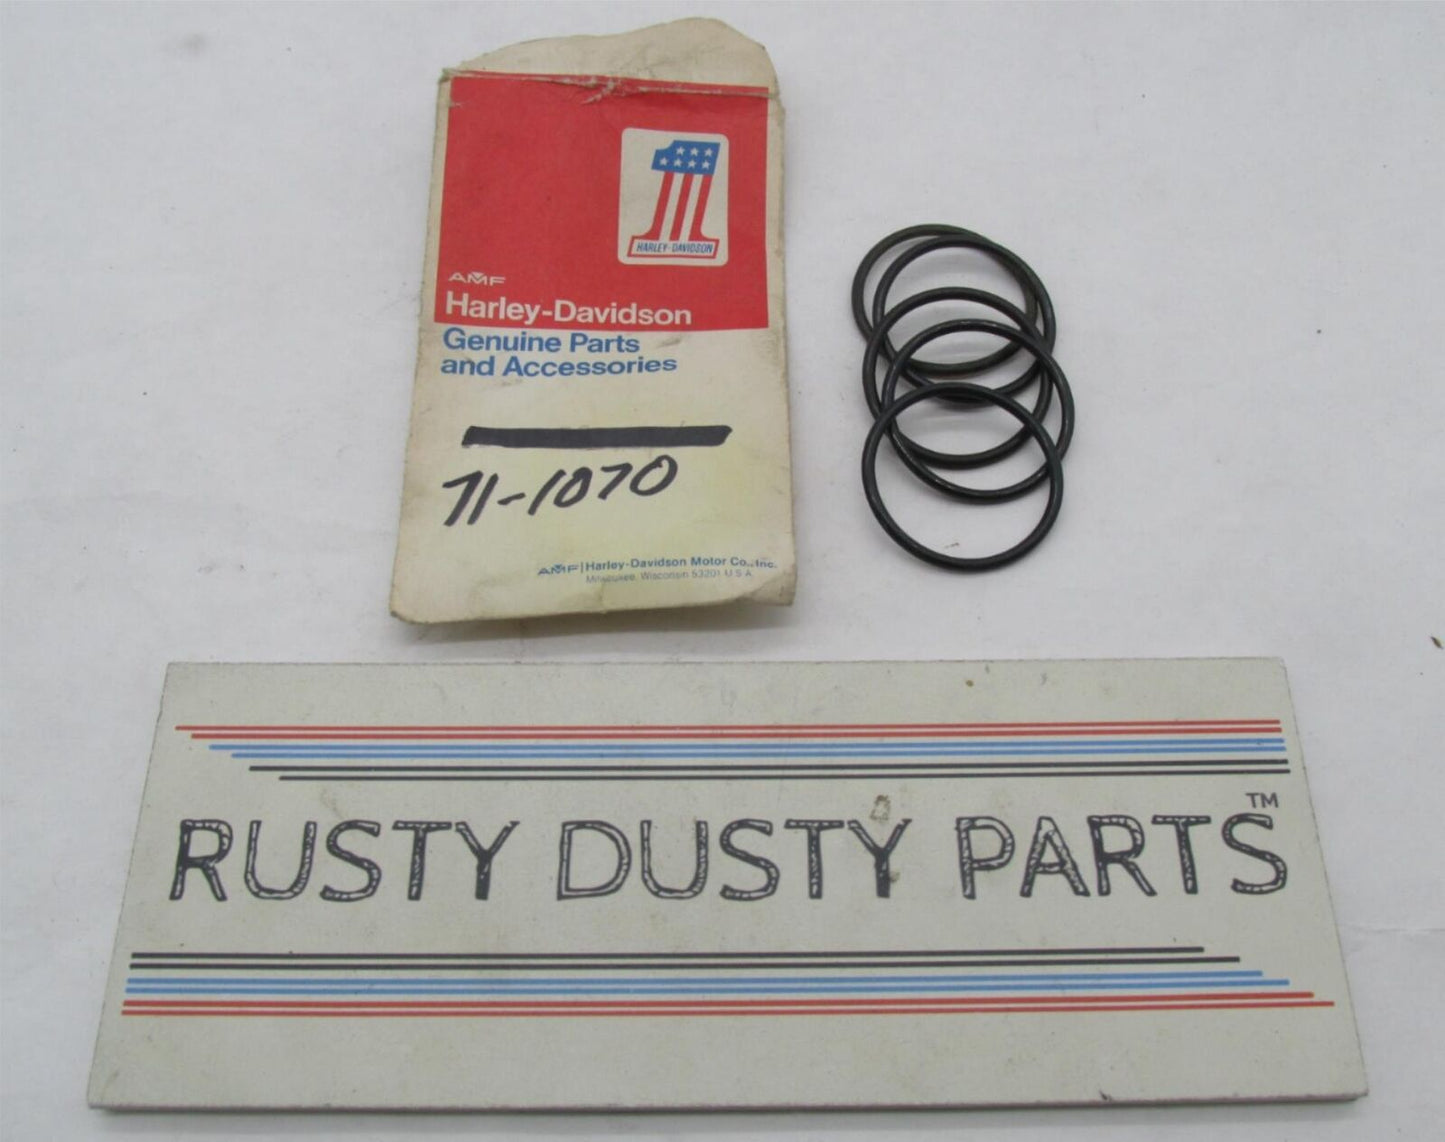 HARLEY-DAVIDSON
AMF
Harley-Davidson
Genuine Parts
and Accessories
71-1070
AMF | Harley-Davidson Motor Co., Inc.
Milwaukee, Wisconsin 53201 U S A
RUSTY DUSTY PARTS™